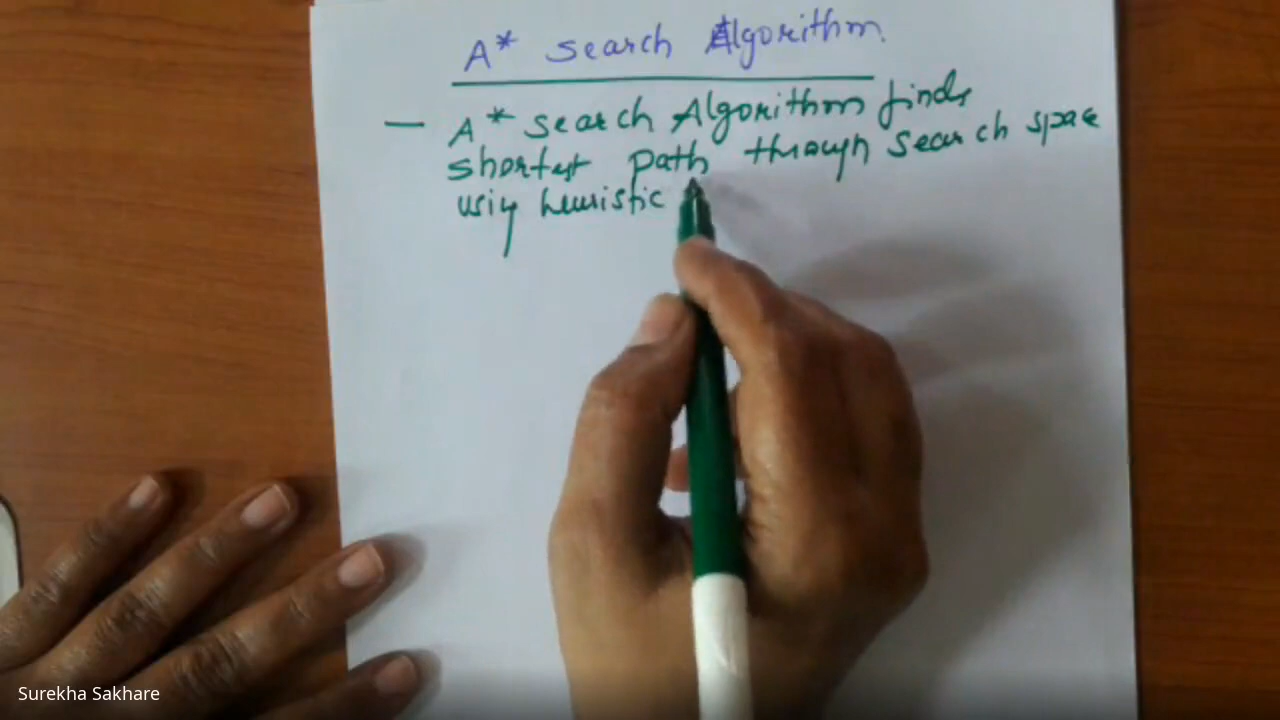 A* search Algorithm.
— A* search Algorithm finds
shortest path through search space
using heuristic
Surekha Sakhare